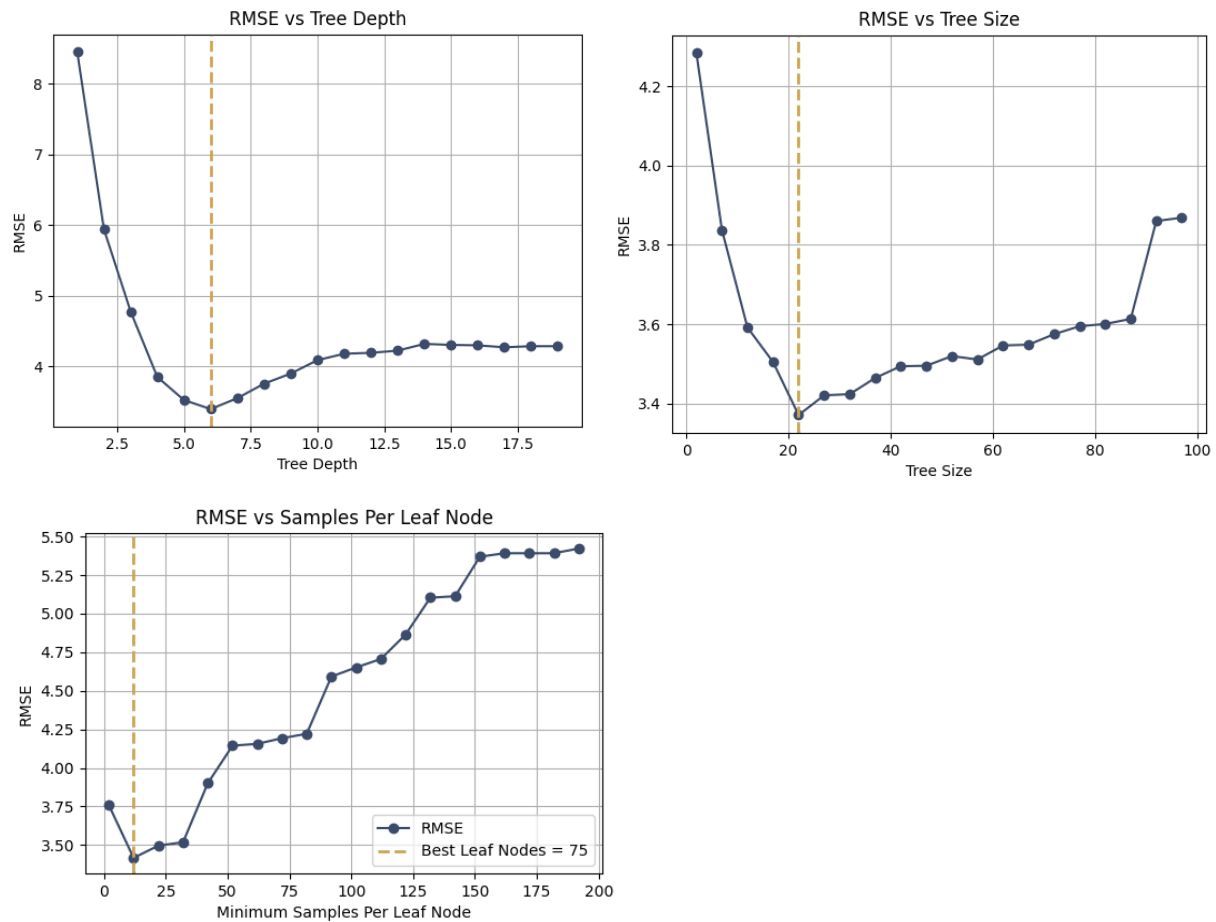 RMSE vs Tree Depth
8
7
6
5
4
RMSE
2.5 5.0 7.5 10.0 12.5 15.0 17.5
Tree Depth
RMSE vs Tree Size
4.2
4.0
3.8
3.6
3.4
RMSE
0 20 40 60 80 100
Tree Size
RMSE vs Samples Per Leaf Node
5.50
5.25
5.00
4.75
4.50
4.25
4.00
3.75
3.50
RMSE
RMSE
Best Leaf Nodes = 75
0 25 50 75 100 125 150 175 200
Minimum Samples Per Leaf Node